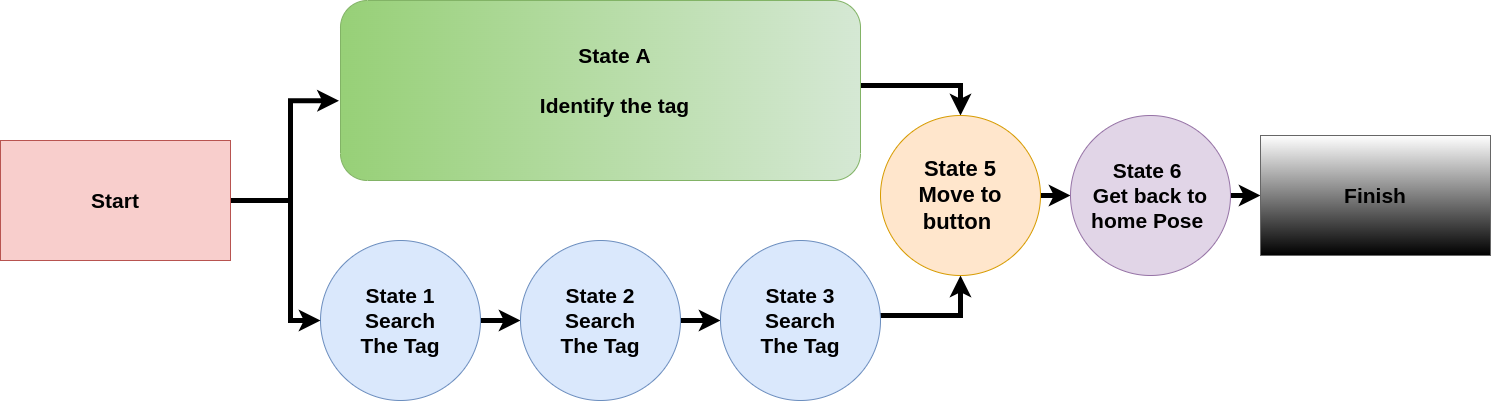 State A
Identify the tag
Start
State 1
Search
The Tag
State 2
Search
The Tag
State 3
Search
The Tag
State 5
Move to
button
State 6
Get back to
home Pose
Finish